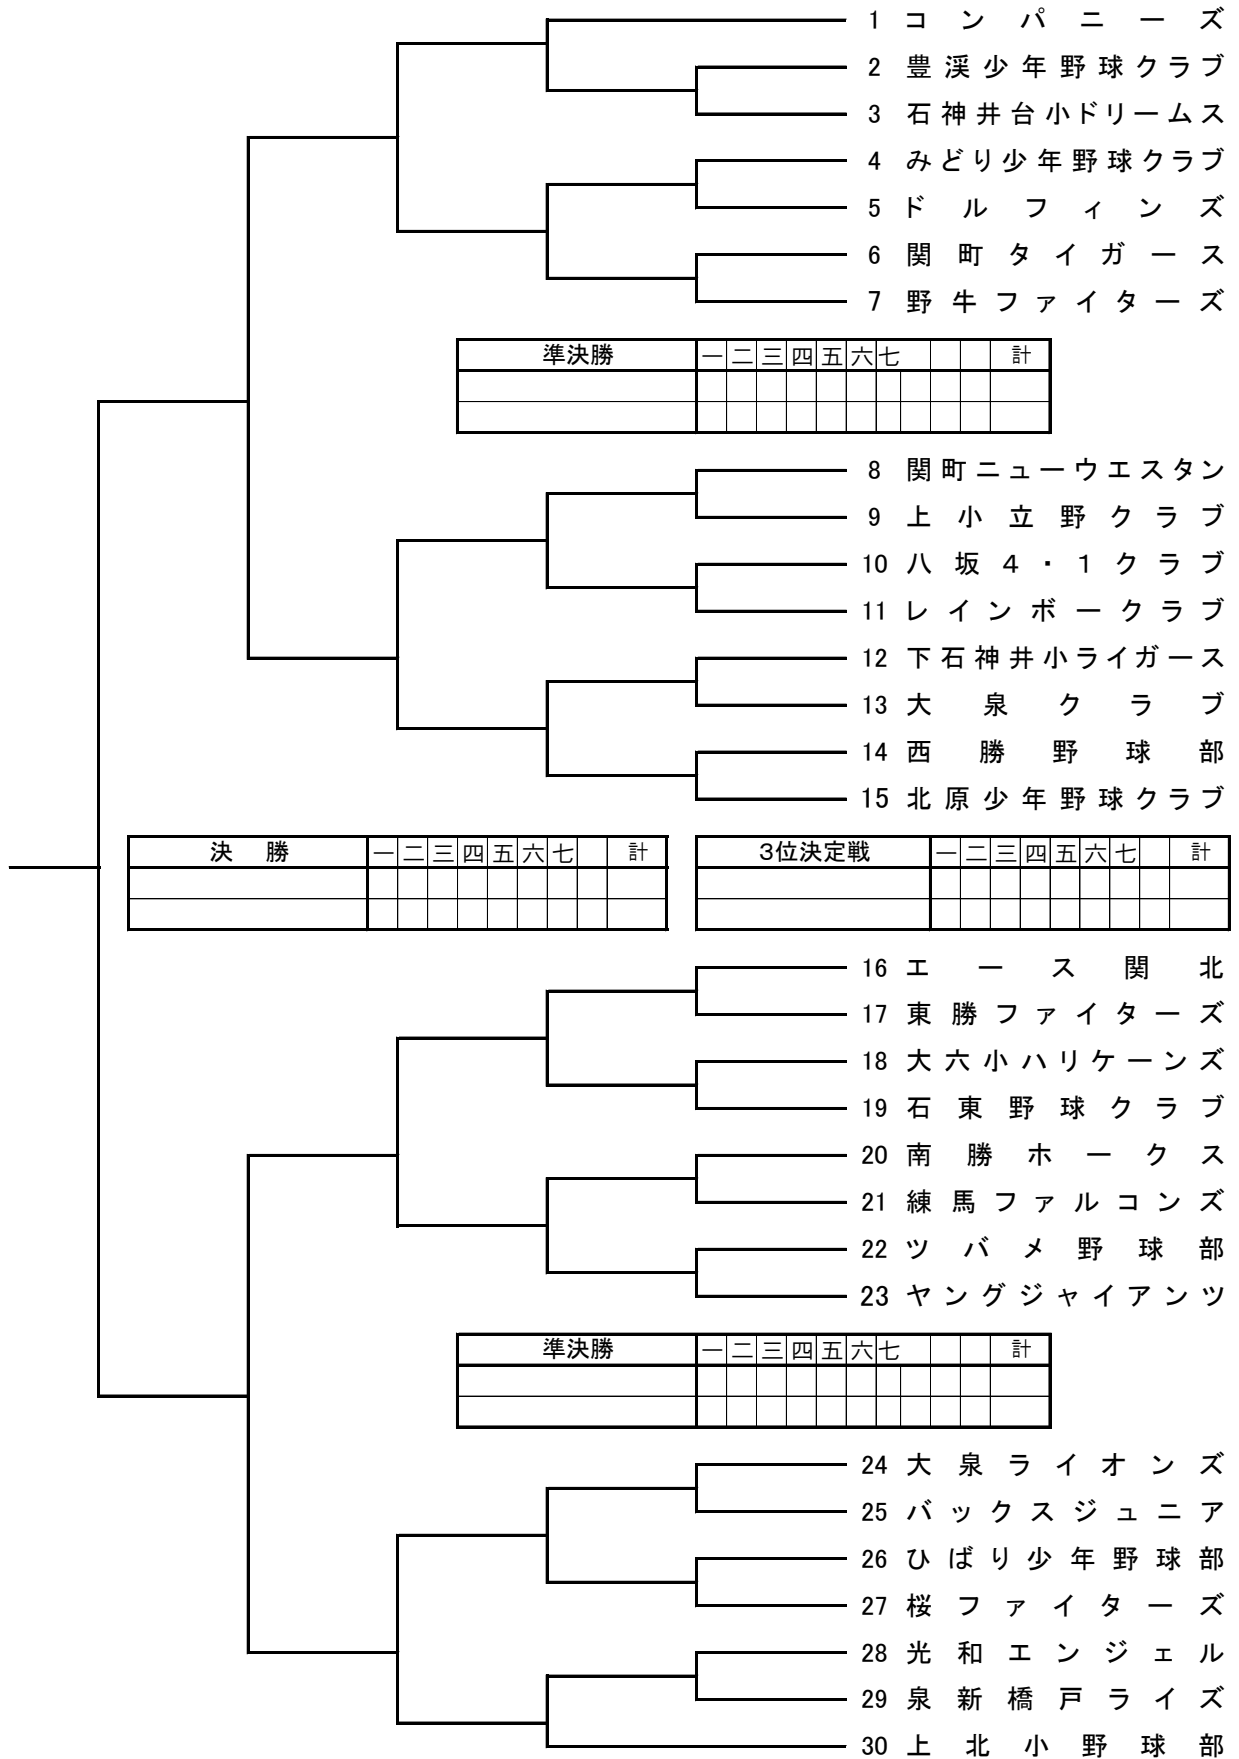 1 コンパニーズ
2 豊渓少年野球クラブ
3 石神井台小ドリームス
4 みどり少年野球クラブ
5 ドルフィンズ
6 関町タイガース
7 野牛ファイターズ
準決勝 一 二 三 四 五 六 七 計
8 関町ニューウエスタン
9 上小立野クラブ
10 八坂4・1クラブ
11 レインボークラブ
12 下石神井小ライガース
13 大泉クラブ
14 西勝野球部
15 北原少年野球クラブ
決勝 一 二 三 四 五 六 七 計
3位決定戦 一 二 三 四 五 六 七 計
16 エース関北
17 東勝ファイターズ
18 大六小ハリケーンズ
19 石東野球クラブ
20 南勝ホークス
21 練馬ファルコンズ
22 ツバメ野球部
23 ヤングジャイアンツ
準決勝 一 二 三 四 五 六 七 計
24 大泉ライオンズ
25 バックスジュニア
26 ひばり少年野球部
27 桜ファイターズ
28 光和エンジェル
29 泉新橋戸ライズ
30 上北小野球部